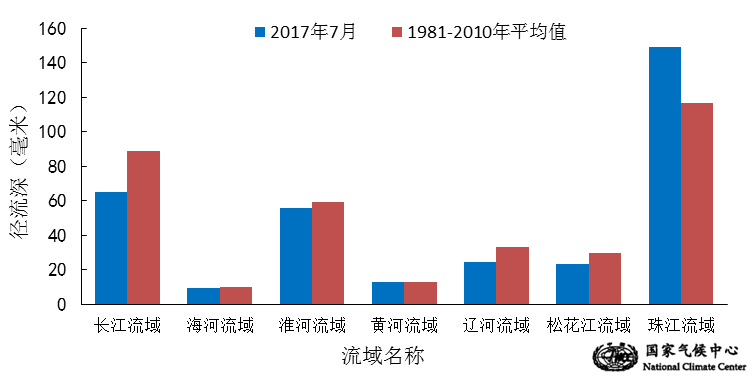 2017年7月 1981-2010年平均值
160
140
120
100
80
60
40
20
0
径流深（毫米）
长江流域 海河流域 淮河流域 黄河流域 辽河流域 松花江流域 珠江流域
流域名称
国家气候中心
National Climate Center